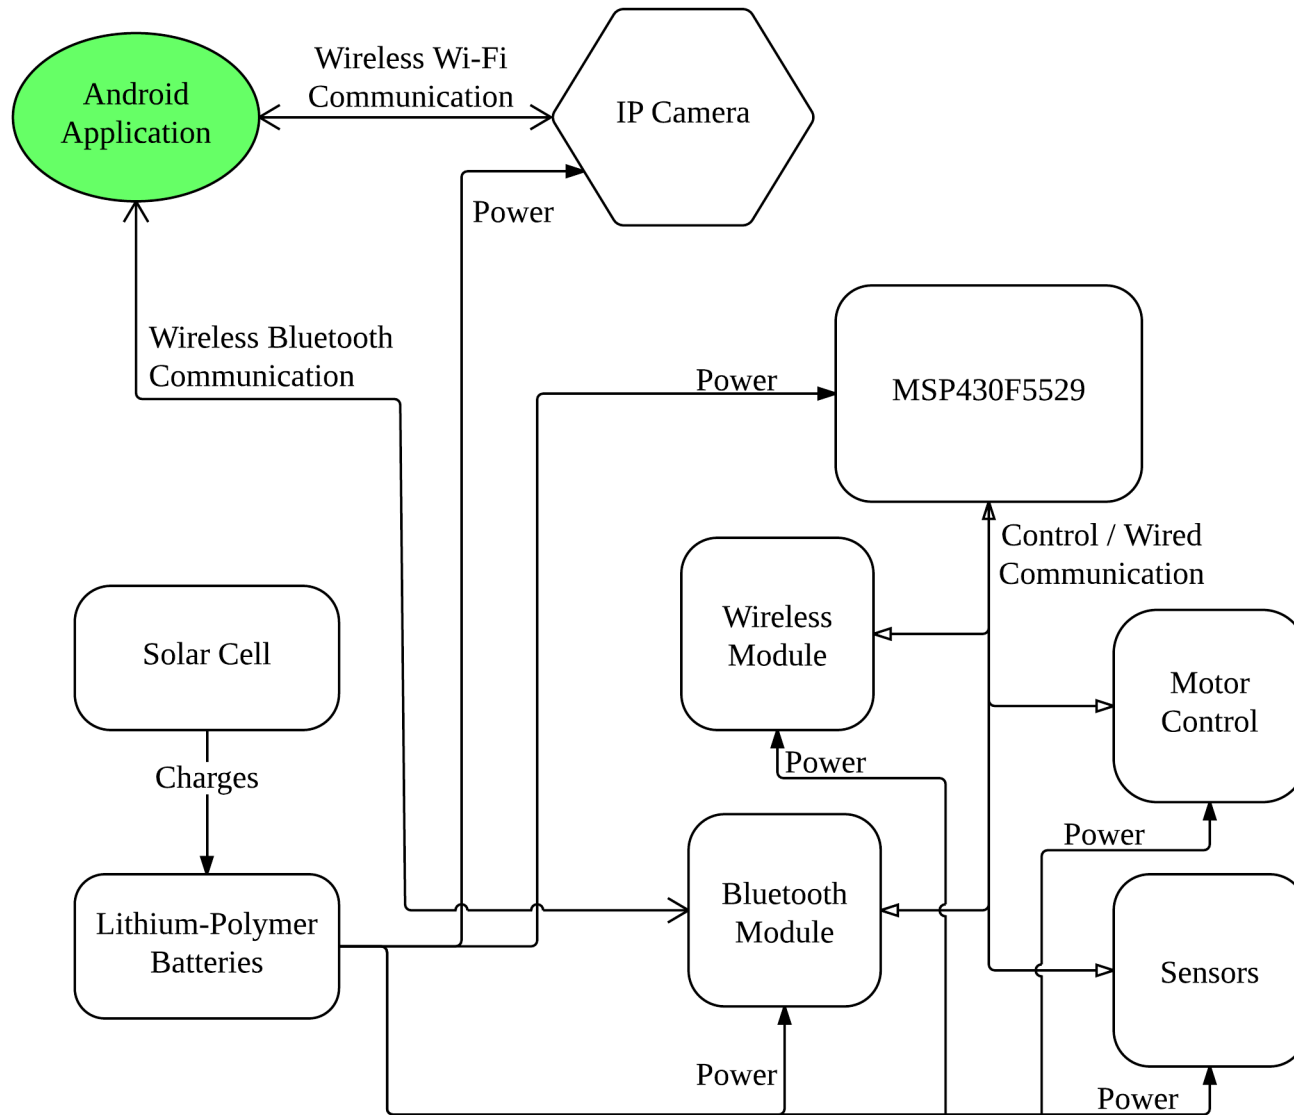 Android
Application
Wireless Wi-Fi
Communication
IP Camera
Power
Wireless Bluetooth
Communication
Power
MSP430F5529
Control / Wired
Communication
Wireless
Module
Solar Cell
Motor
Control
Charges
Power
Power
Lithium-Polymer
Batteries
Bluetooth
Module
Sensors
Power
Power